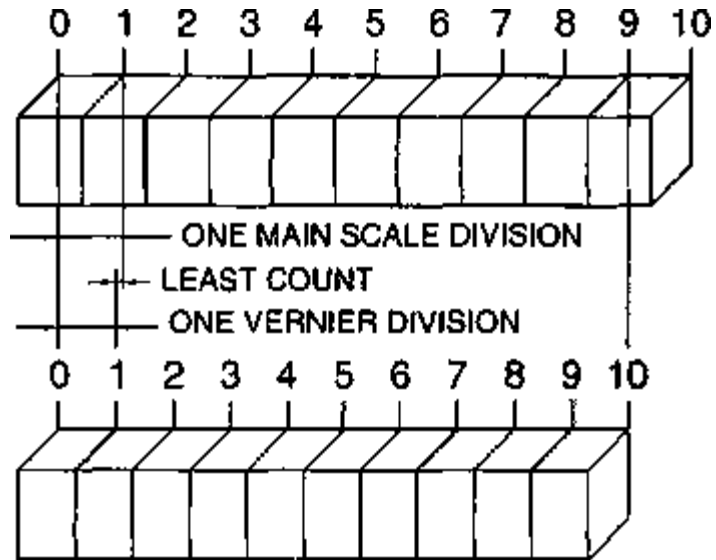 0 1 2 3 4 5 6 7 8 9 10
ONE MAIN SCALE DIVISION
LEAST COUNT
ONE VERNIER DIVISION
0 1 2 3 4 5 6 7 8 9 10